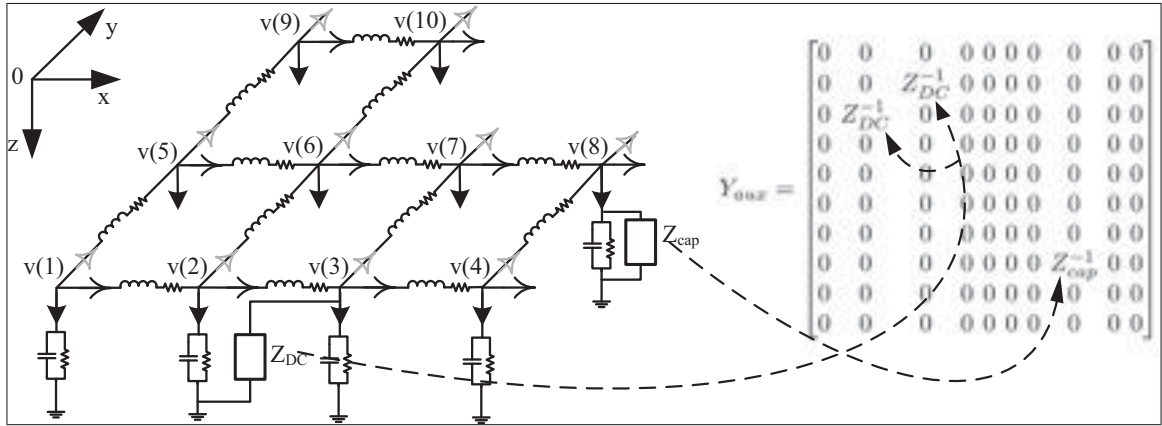 y
0
x
z
v(9)
v(10)
v(5)
v(6)
v(7)
v(8)
v(1)
v(2)
v(3)
v(4)
Z_cap
Z_DC
Y_aux =
0 0 0 0 0 0 0 0 0 0
0 0 Z_DC^-1 0 0 0 0 0 0 0
0 Z_DC^-1 0 0 0 0 0 0 0 0
0 0 0 0 0 0 0 0 0 0
0 0 0 0 0 0 0 0 0 0
0 0 0 0 0 0 0 0 0 0
0 0 0 0 0 0 0 0 0 0
0 0 0 0 0 0 0 Z_cap^-1 0 0
0 0 0 0 0 0 0 0 0 0
0 0 0 0 0 0 0 0 0 0